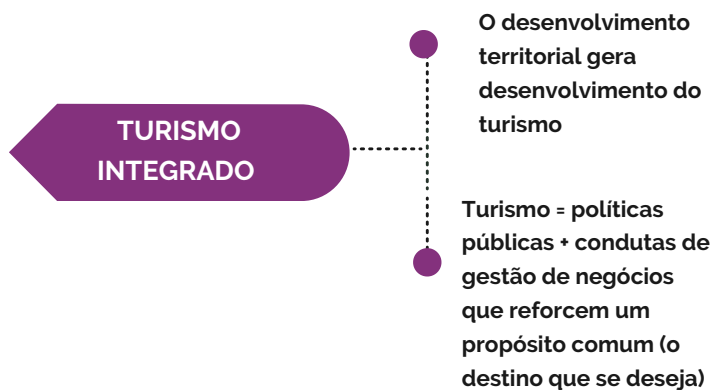 TURISMO
INTEGRADO
O desenvolvimento
territorial gera
desenvolvimento do
turismo
Turismo = políticas
públicas + condutas de
gestão de negócios
que reforcem um
propósito comum (o
destino que se deseja)